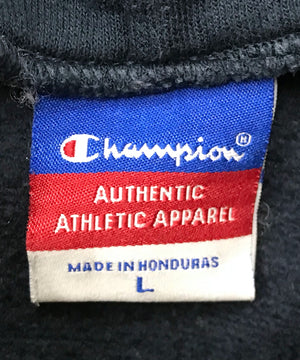 Champion®
AUTHENTIC
ATHLETIC APPAREL
MADE IN HONDURAS
L